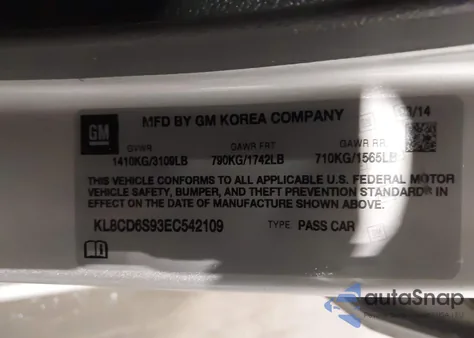 MFD BY GM KOREA COMPANY
/14
GM
GVWR GAWR FRT GAWR RR
1410KG/3109LB 790KG/1742LB 710KG/1565LB
THIS VEHICLE CONFORMS TO ALL APPLICABLE U.S. FEDERAL MOTOR
VEHICLE SAFETY, BUMPER, AND THEFT PREVENTION STANDARDS IN
EFFECT ON THE DATE OF MANUFACTURE SHOWN ABOVE.
KL8CD6S93EC542109 TYPE: PASS CAR
autoSnap